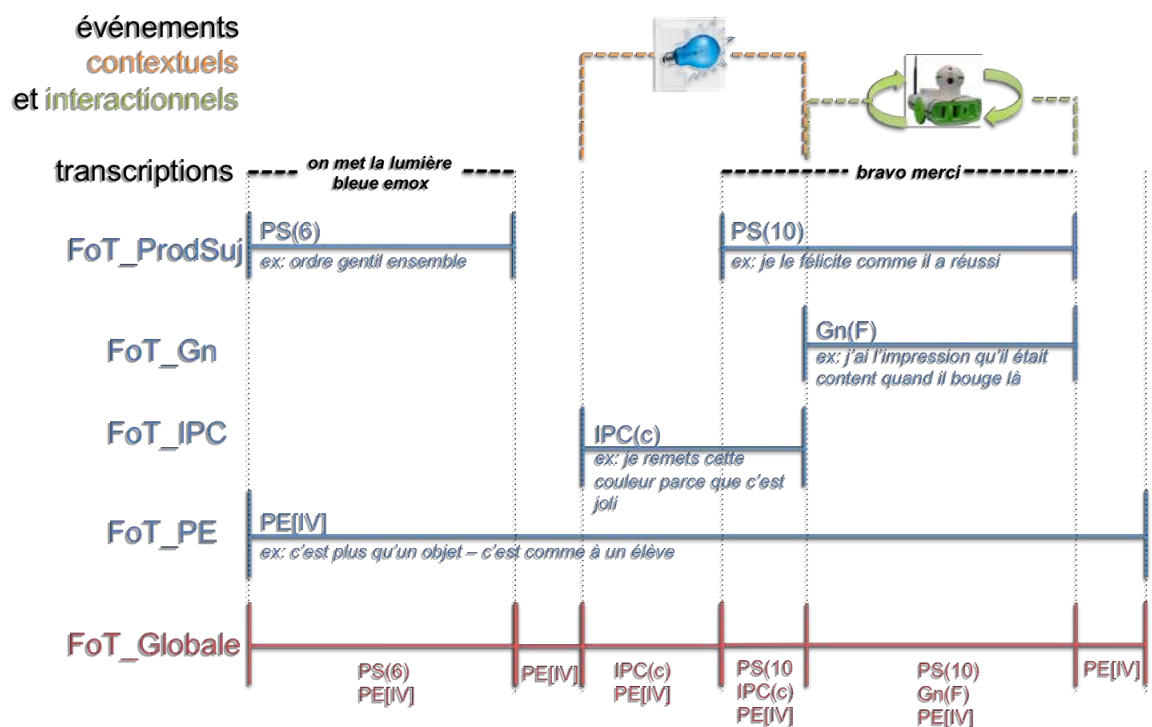 événements
contextuels
et interactionnels
transcriptions
on met la lumière
bleue emox
bravo merci
FoT_ProdSuj
PS(6)
ex: ordre gentil ensemble
PS(10)
ex: je le félicite comme il a réussi
FoT_Gn
Gn(F)
ex: j'ai l'impression qu'il était
content quand il bouge là
FoT_IPC
IPC(c)
ex: je remets cette
couleur parce que c'est
joli
FoT_PE
PE[IV]
ex: c'est plus qu'un objet – c'est comme à un élève
FoT_Globale
PS(6)
PE[IV]
PE[IV]
IPC(c)
PE[IV]
PS(10
IPC(c)
PE[IV]
PS(10)
Gn(F)
PE[IV]
PE[IV]